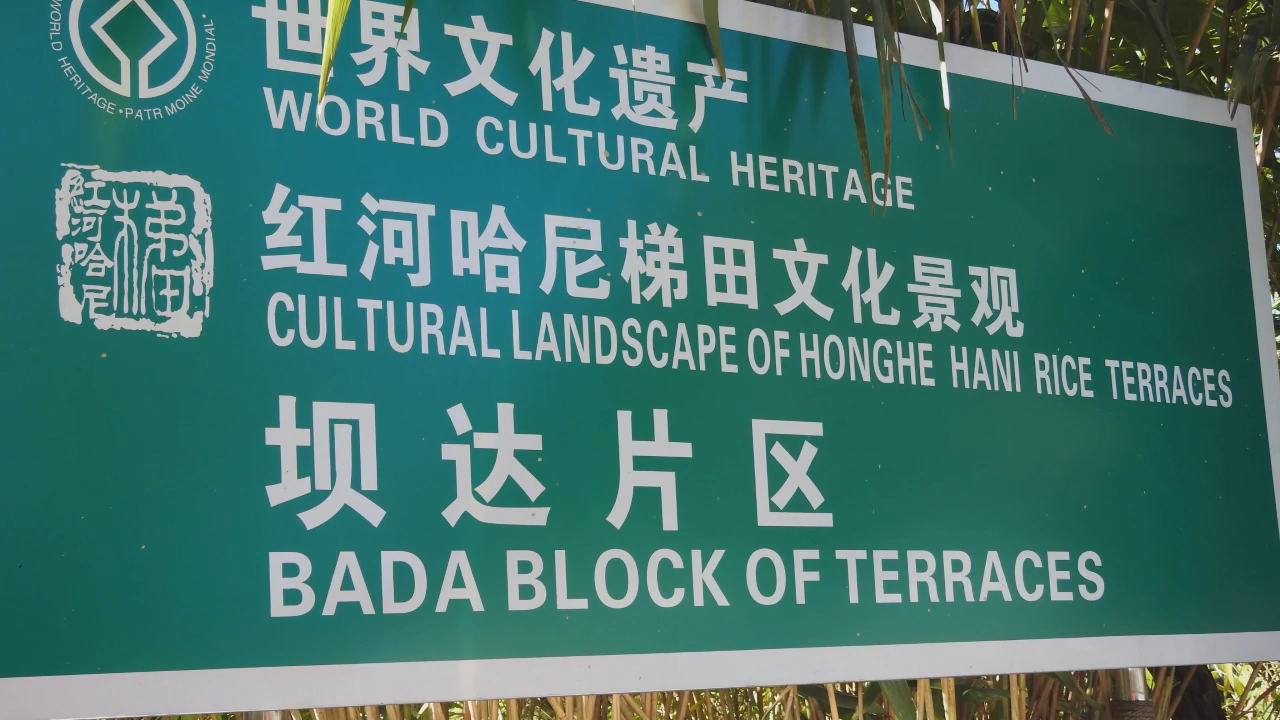 WORLD HERITAGE • PATRIMOINE MONDIAL •
世界文化遗产
WORLD CULTURAL HERITAGE
红河哈尼
梯田
红河哈尼梯田文化景观
CULTURAL LANDSCAPE OF HONGHE HANI RICE TERRACES
坝达片区
BADA BLOCK OF TERRACES